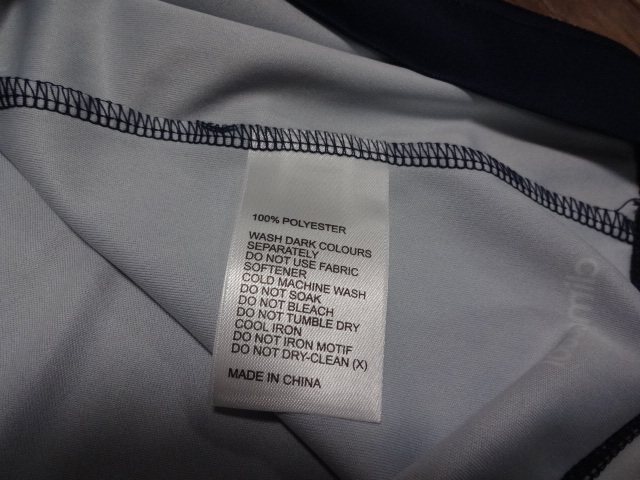 100% POLYESTER
WASH DARK COLOURS
SEPARATELY
DO NOT USE FABRIC
SOFTENER
COLD MACHINE WASH
DO NOT SOAK
DO NOT BLEACH
DO NOT TUMBLE DRY
COOL IRON
DO NOT IRON MOTIF
DO NOT DRY-CLEAN (X)
MADE IN CHINA